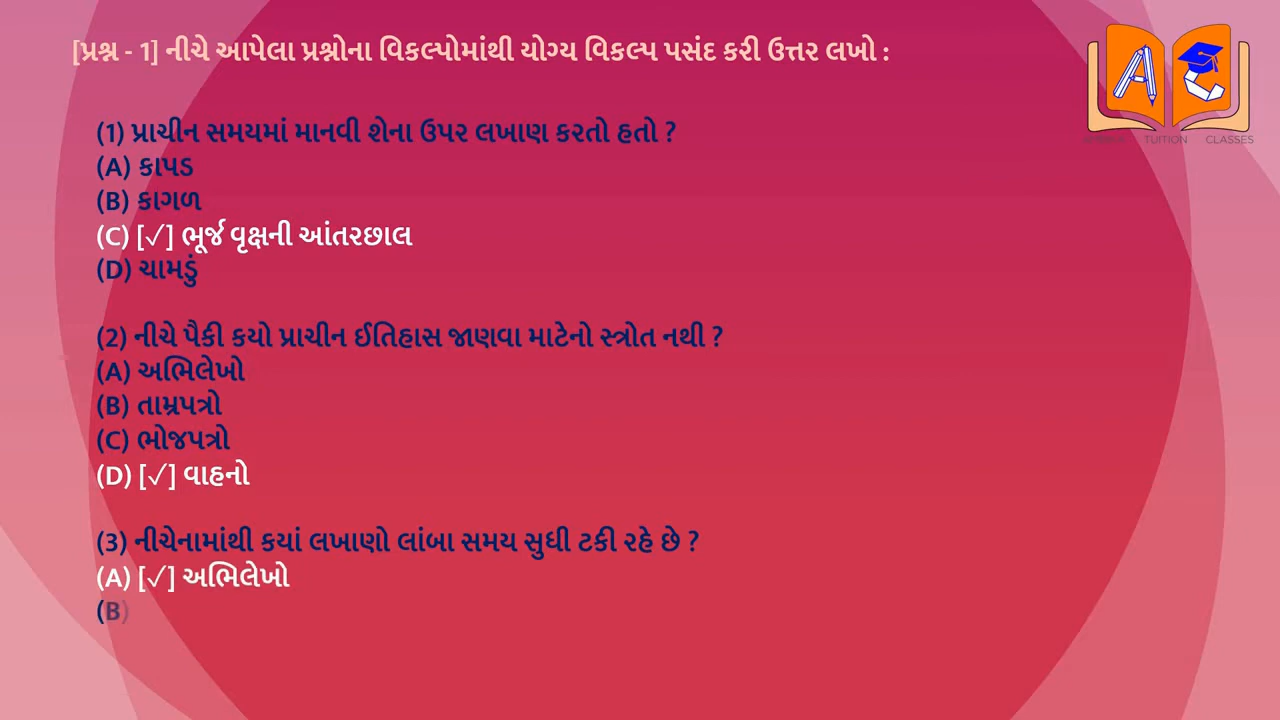 [પ્રશ્ન - 1] નીચે આપેલા પ્રશ્નોના વિકલ્પોમાંથી યોગ્ય વિકલ્પ પસંદ કરી ઉત્તર લખો :
(1) પ્રાચીન સમયમાં માનવી શેના ઉપર લખાણ કરતો હતો ?
(A) કાપડ
(B) કાગળ
(C) [✓] ભૂર્જ વૃક્ષની આંતરછાલ
(D) ચામડું
(2) નીચે પૈકી કયો પ્રાચીન ઈતિહાસ જાણવા માટેનો સ્ત્રોત નથી ?
(A) અભિલેખો
(B) તામ્રપત્રો
(C) ભોજપત્રો
(D) [✓] વાહનો
(3) નીચેનામાંથી કયાં લખાણો લાંબા સમય સુધી ટકી રહે છે ?
(A) [✓] અભિલેખો
(B)
A C
TUITION CLASSES